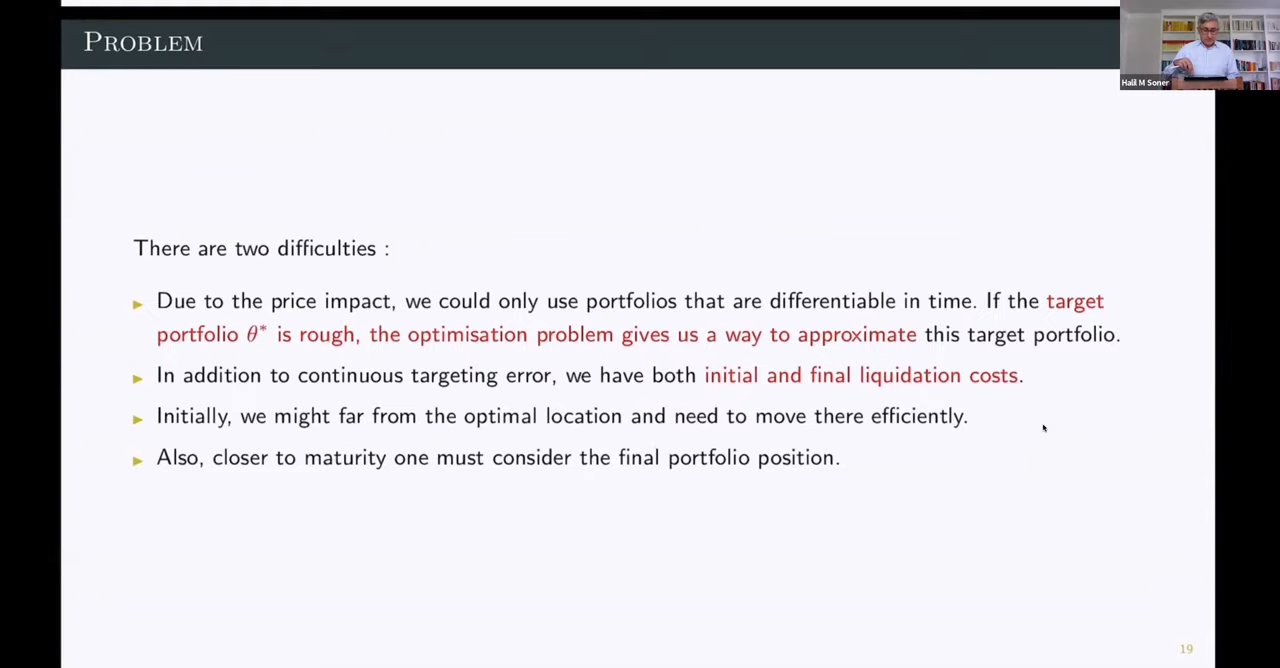 PROBLEM
Halil M Soner
There are two difficulties :
► Due to the price impact, we could only use portfolios that are differentiable in time. If the target
portfolio θ* is rough, the optimisation problem gives us a way to approximate this target portfolio.
► In addition to continuous targeting error, we have both initial and final liquidation costs.
► Initially, we might far from the optimal location and need to move there efficiently.
► Also, closer to maturity one must consider the final portfolio position.
19